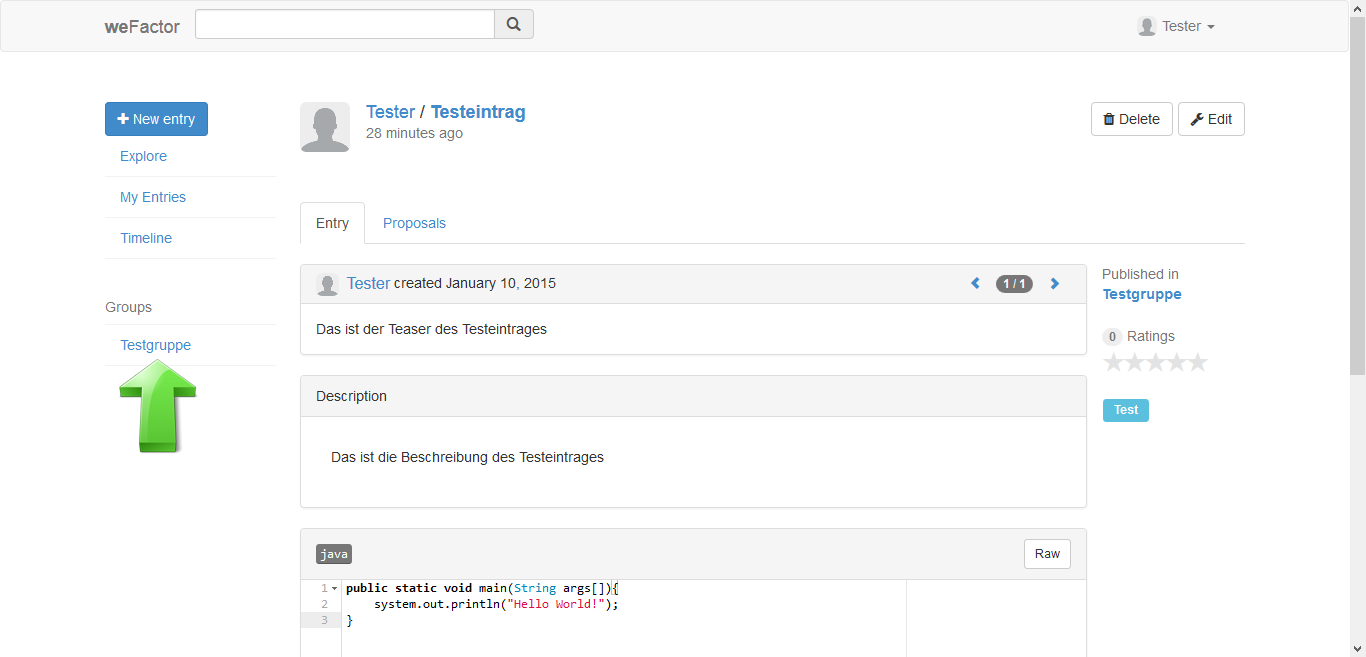 weFactor
Tester
New entry
Explore
My Entries
Timeline
Groups
Testgruppe
Tester / Testeintrag
28 minutes ago
Delete
Edit
Entry
Proposals
Tester created January 10, 2015
1 / 1
Das ist der Teaser des Testeintrages
Description
Das ist die Beschreibung des Testeintrages
java
Raw
1 public static void main(String args[]){
2 system.out.println("Hello World!");
3 }
Published in
Testgruppe
0 Ratings
Test